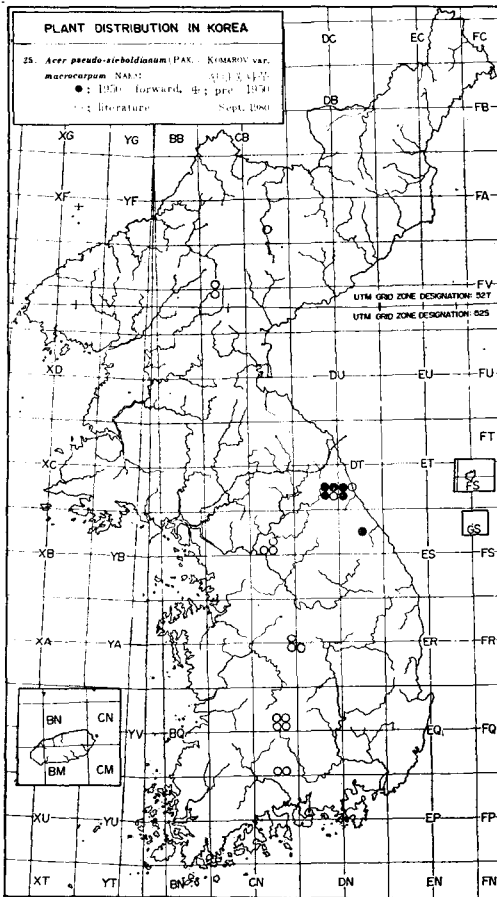 PLANT DISTRIBUTION IN KOREA
25. Acer pseudo-sieboldianum (PAX. KOMAROV var.
macrocarpum NAKAI
●: 1950 forward, pre 1950
literature Sept. 1980
DC EC FC
DB FB
XG YG BB CB
XF YF FA
FV
UTM GRID ZONE DESIGNATION: 52T
UTM GRID ZONE DESIGNATION: 52S
XD DU EU FU
FT
XC DT ET
FS
GS
XB YB ES FS
XA YA ER FR
BN CN
YV BQ EQ FQ
BM CM
XU YU EP FP
XT YT BN CN DN EN FN